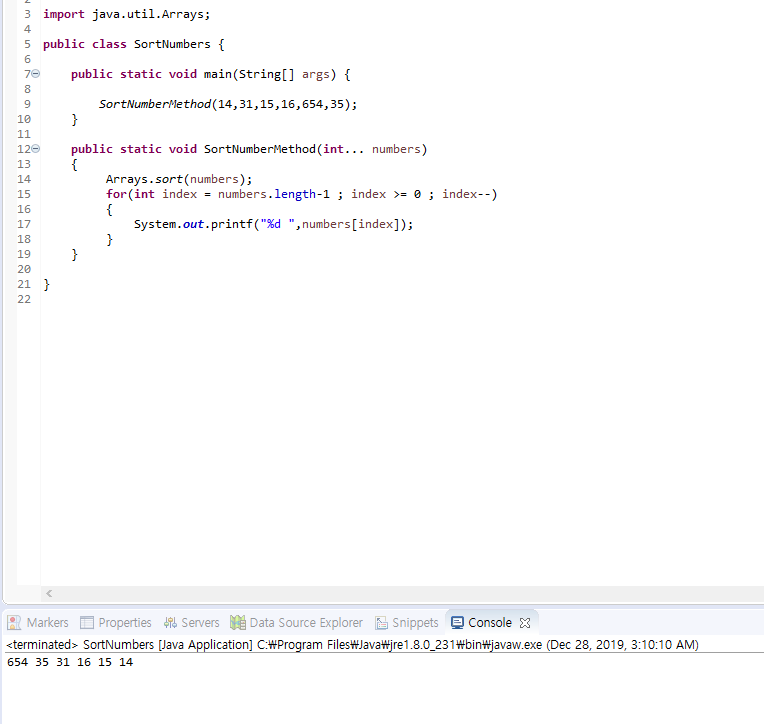 3 import java.util.Arrays;
4
5 public class SortNumbers {
6
7 public static void main(String[] args) {
8
9 SortNumberMethod(14,31,15,16,654,35);
10 }
11
12 public static void SortNumberMethod(int... numbers)
13 {
14 Arrays.sort(numbers);
15 for(int index = numbers.length-1 ; index >= 0 ; index--)
16 {
17 System.out.printf("%d ",numbers[index]);
18 }
19 }
20
21 }
22
Markers Properties Servers Data Source Explorer Snippets Console
<terminated> SortNumbers [Java Application] C:₩Program Files₩Java₩jre1.8.0_231₩bin₩javaw.exe (Dec 28, 2019, 3:10:10 AM)
654 35 31 16 15 14